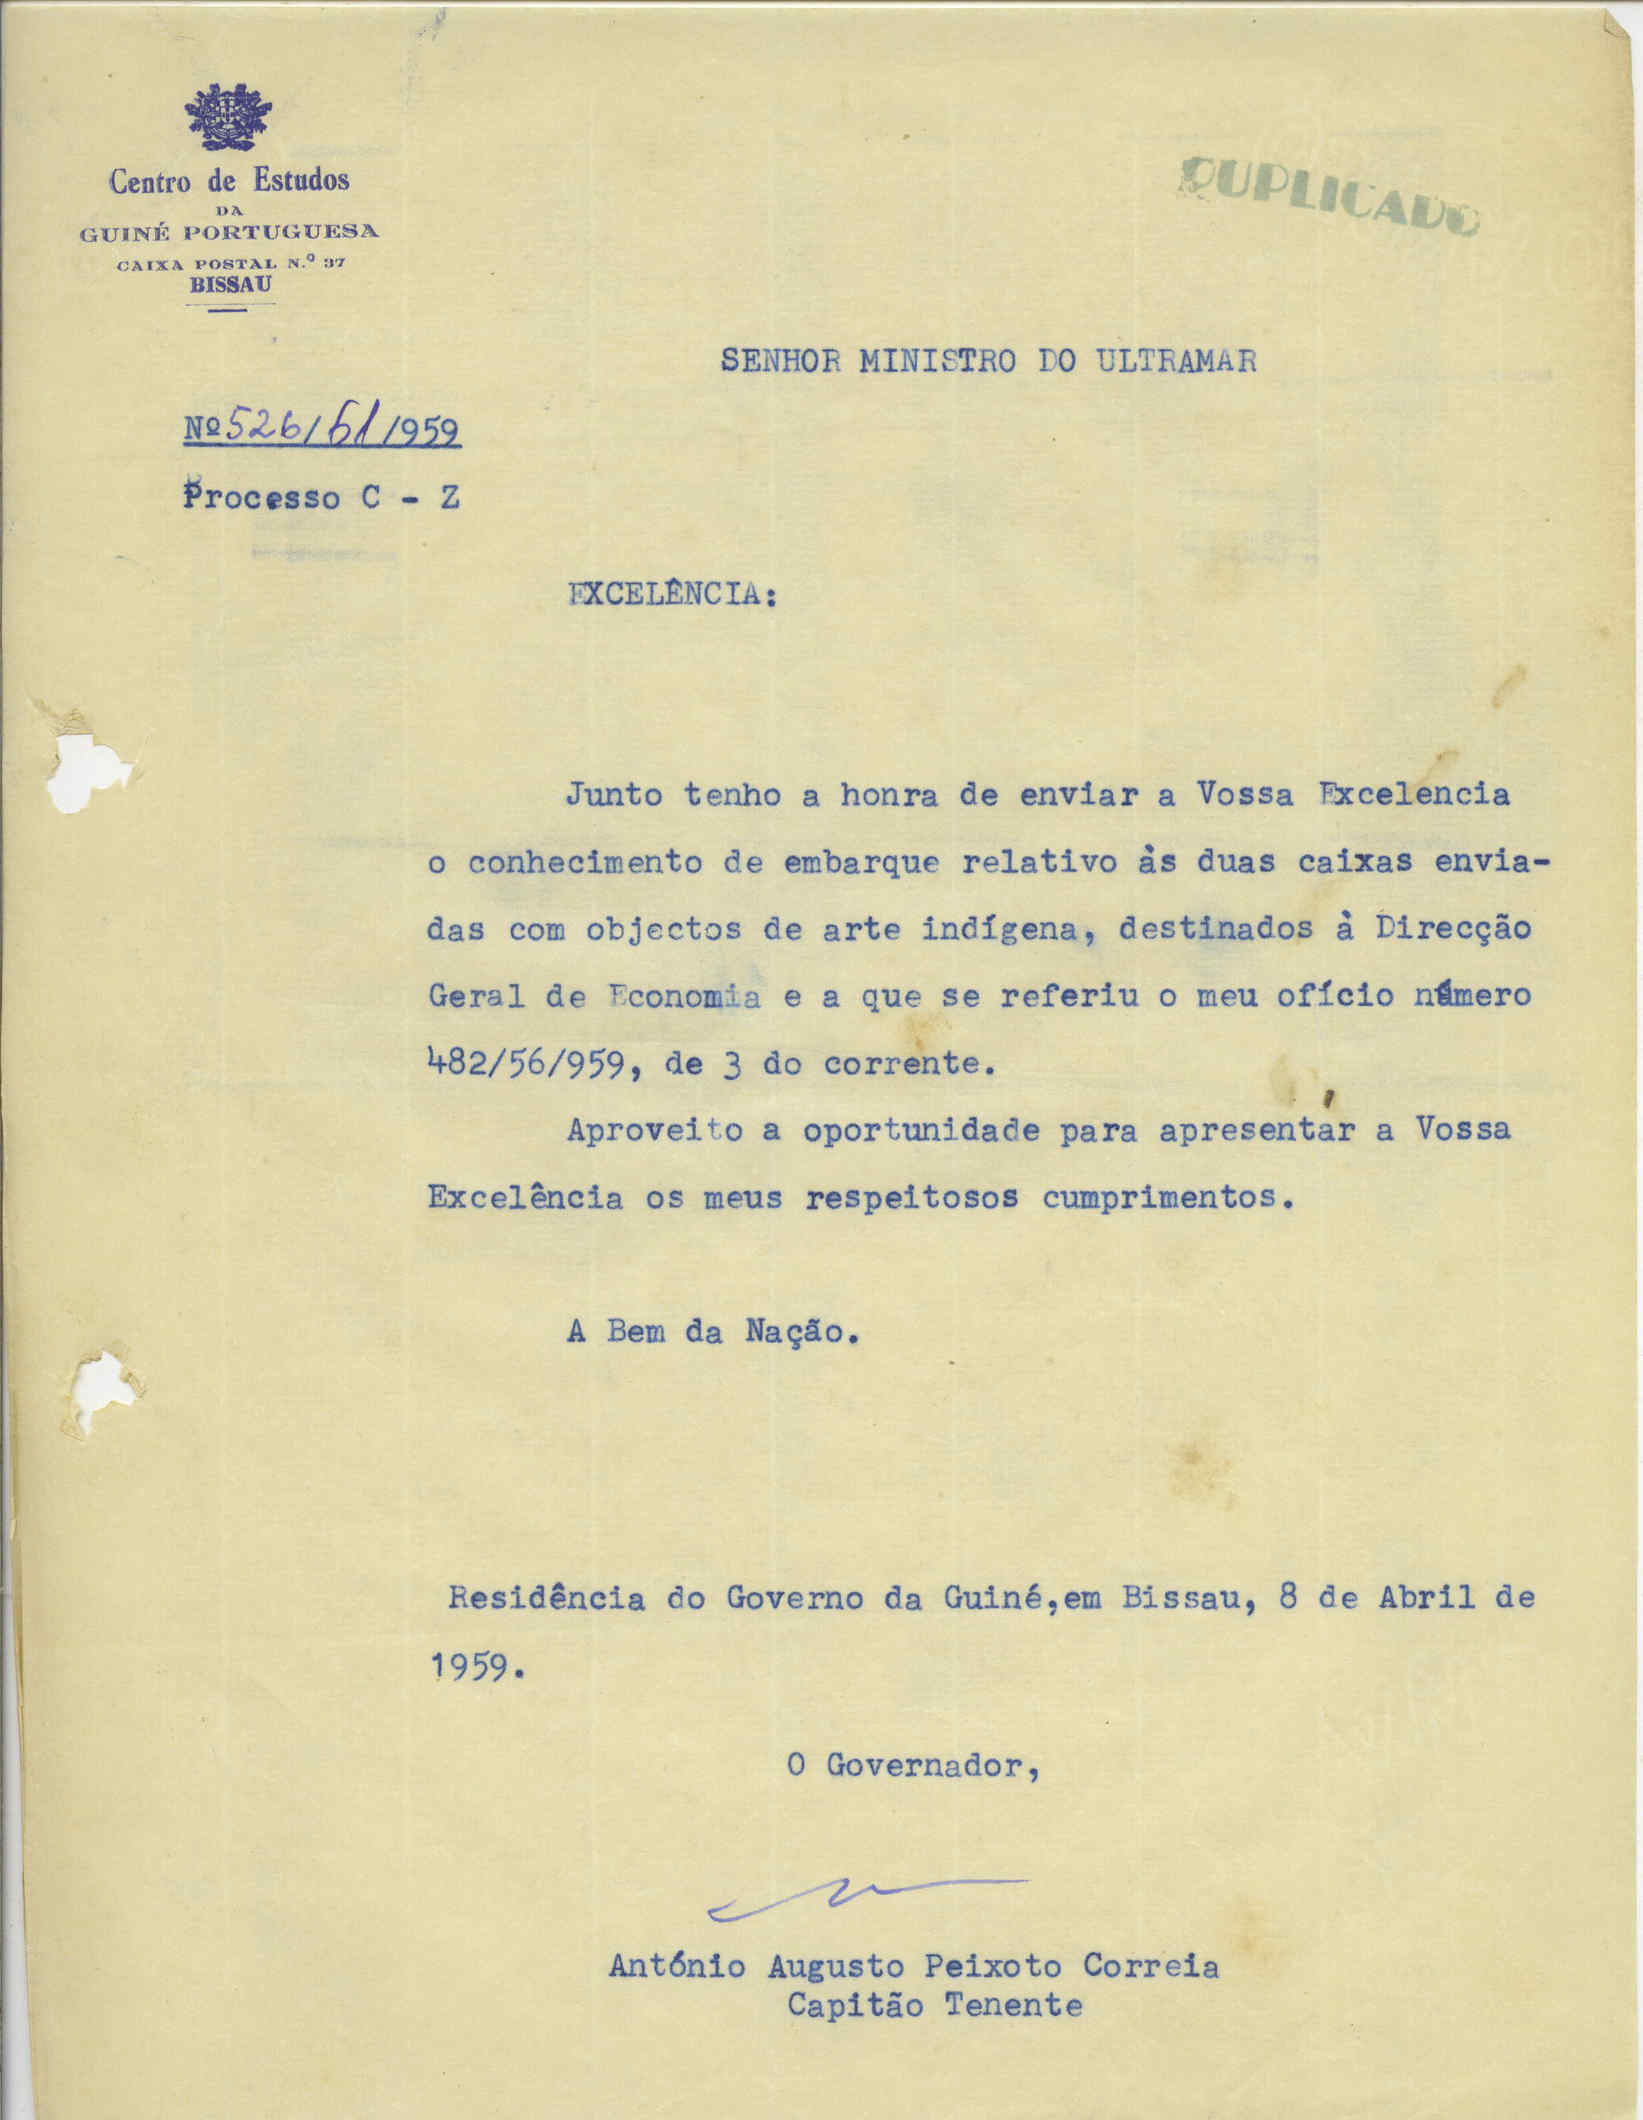 Centro de Estudos
DA
GUINÉ PORTUGUESA
CAIXA POSTAL N.º 37
BISSAU
DUPLICADO
SENHOR MINISTRO DO ULTRAMAR
Nº 526/61/959
Processo C - Z
EXCELÊNCIA:
Junto tenho a honra de enviar a Vossa Excelencia
o conhecimento de embarque relativo às duas caixas envia-
das com objectos de arte indígena, destinados à Direcção
Geral de Economia e a que se referiu o meu ofício número
482/56/959, de 3 do corrente.
Aproveito a oportunidade para apresentar a Vossa
Excelência os meus respeitosos cumprimentos.
A Bem da Nação.
Residência do Governo da Guiné,em Bissau, 8 de Abril de
1959.
O Governador,
António Augusto Peixoto Correia
Capitão Tenente